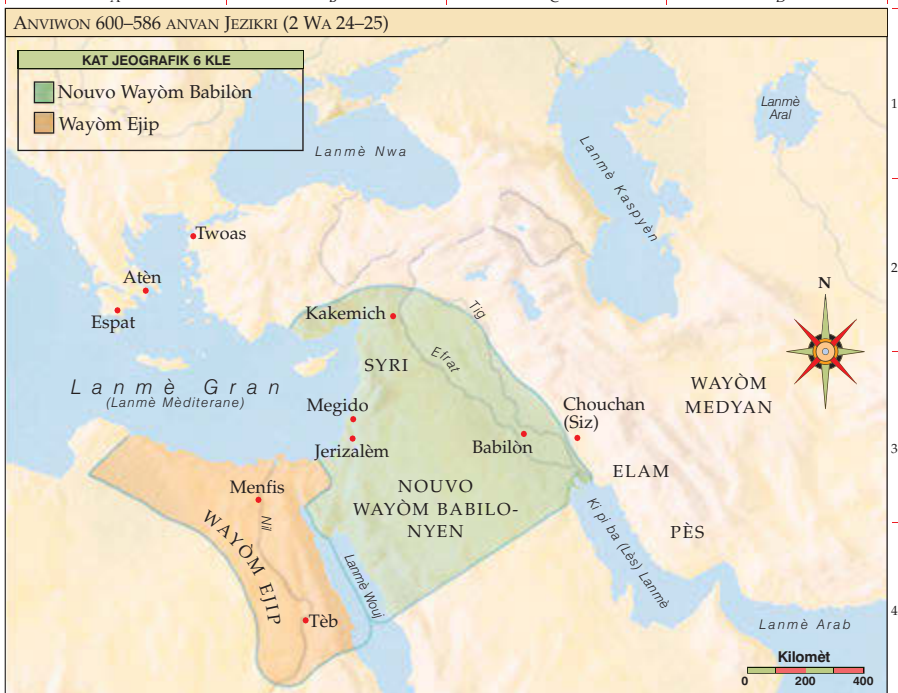 ANVIWON 600–586 ANVAN JEZIKRI (2 WA 24–25)
KAT JEOGRAFIK 6 KLE
Nouvo Wayòm Babilòn
Wayòm Ejip
Lanmè Nwa
Lanmè
Aral
Lanmè Kaspyèn
1
Twoas
2
Atèn
Espat
N
Kakemich
Tig
Efrat
SYRI
Lanmè Gran
(Lanmè Mèditerane)
WAYÒM
MEDYAN
Megido
Jerizalèm
Babilòn
Chouchan
(Siz)
3
ELAM
Menfis
Nil
NOUVO
WAYÒM BABILO-
NYEN
PÈS
Ki pi ba (Lès) Lanmè
WAYÒM EJIP
Lanmè Wouj
Tèb
4
Lanmè Arab
Kilomèt
0 200 400